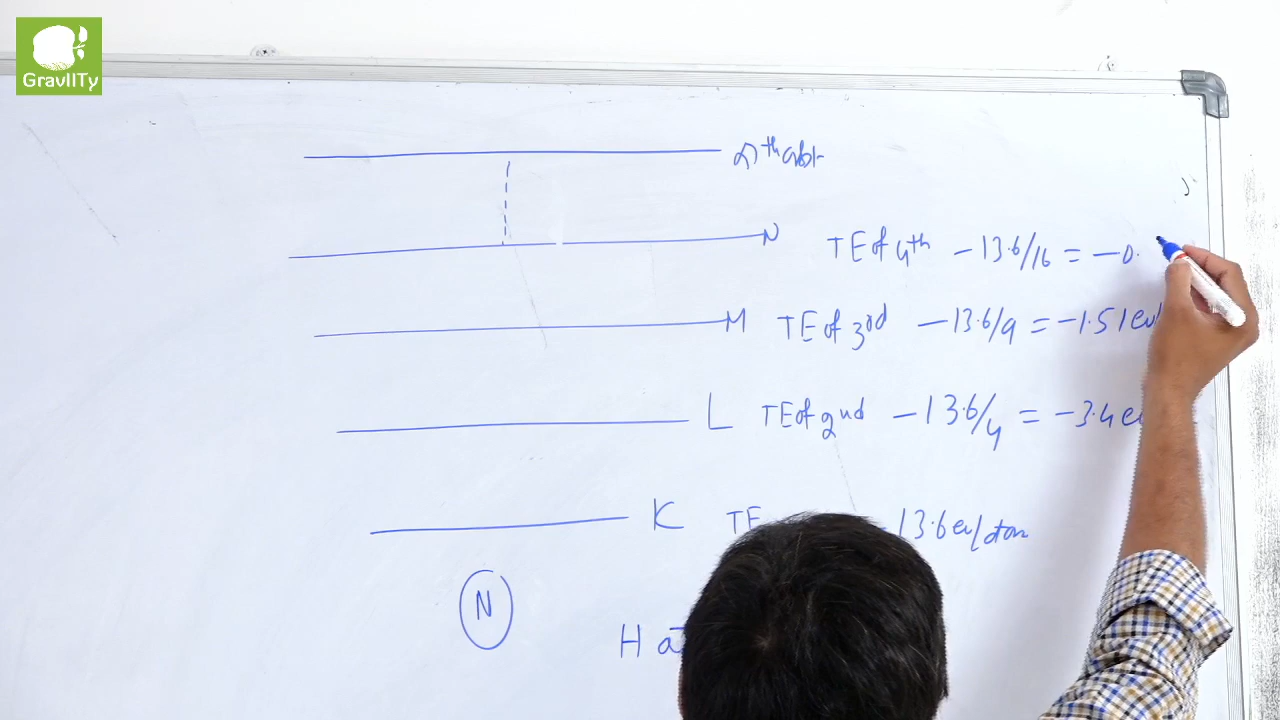 GravIITy
th
N TE of 4th -13.6/16 = -0.
M TE of 3rd -13.6/9 = -1.51 ev/
L TE of 2nd -13.6/4 = -3.4 e
K TE 13.6 ev/atom
N
H a